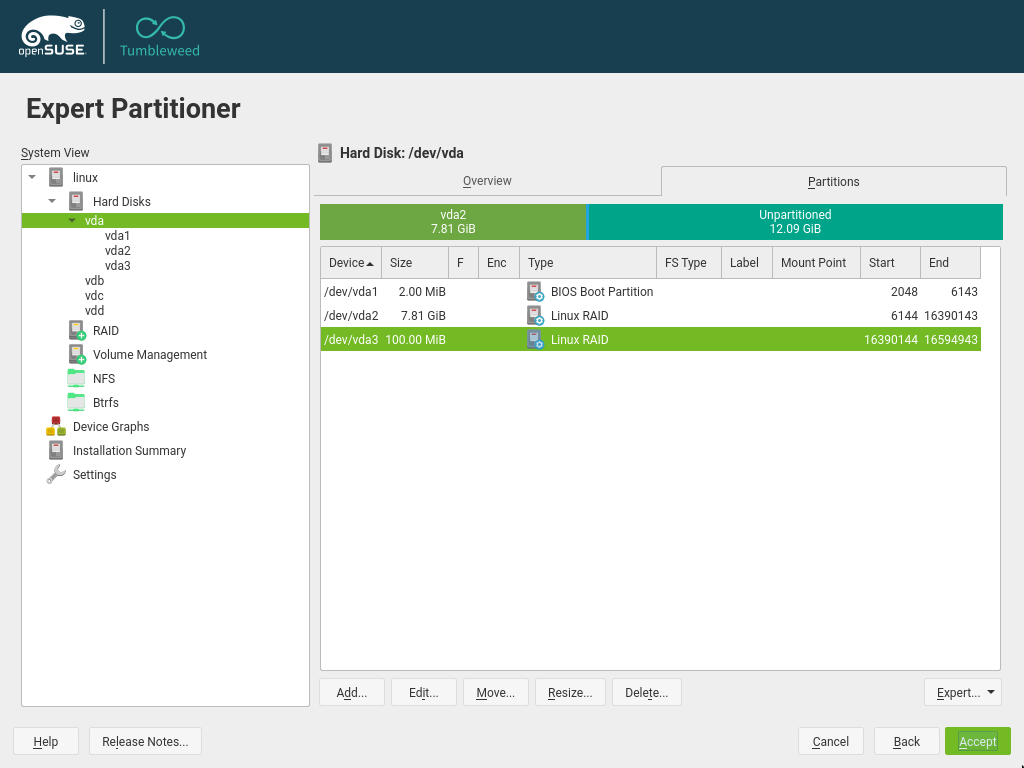 openSUSE
Tumbleweed
Expert Partitioner
System View
linux
Hard Disks
vda
vda1
vda2
vda3
vdb
vdc
vdd
RAID
Volume Management
NFS
Btrfs
Device Graphs
Installation Summary
Settings
Hard Disk: /dev/vda
Overview Partitions
vda2 Unpartitioned
7.81 GiB 12.09 GiB
Device Size F Enc Type FS Type Label Mount Point Start End
/dev/vda1 2.00 MiB BIOS Boot Partition 2048 6143
/dev/vda2 7.81 GiB Linux RAID 6144 16390143
/dev/vda3 100.00 MiB Linux RAID 16390144 16594943
Add... Edit... Move... Resize... Delete... Expert...
Help Release Notes... Cancel Back Accept